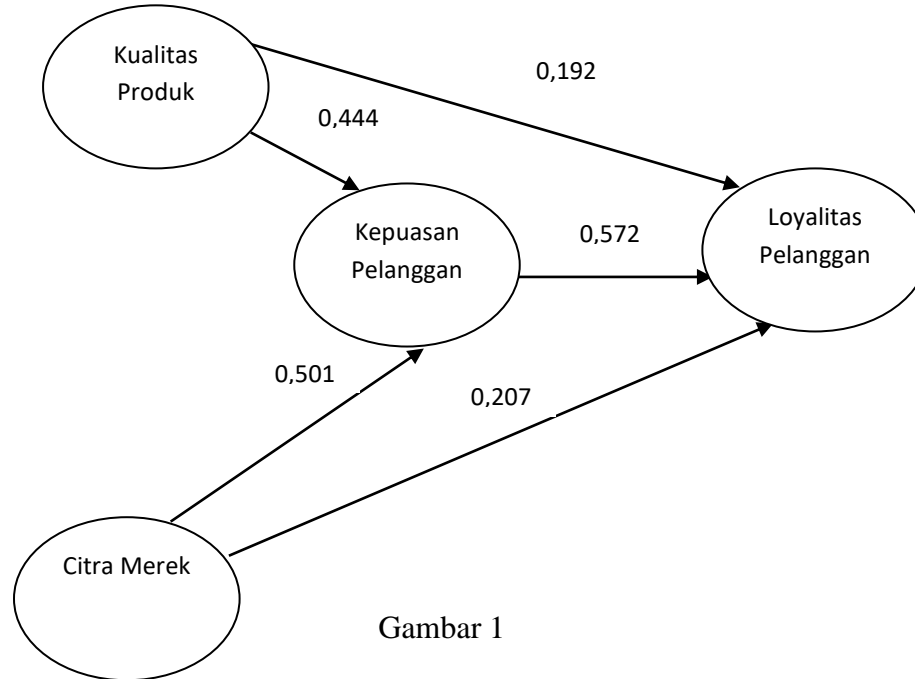 Kualitas
Produk
0,192
0,444
Kepuasan
Pelanggan
0,572
Loyalitas
Pelanggan
0,501
0,207
Citra Merek
Gambar 1